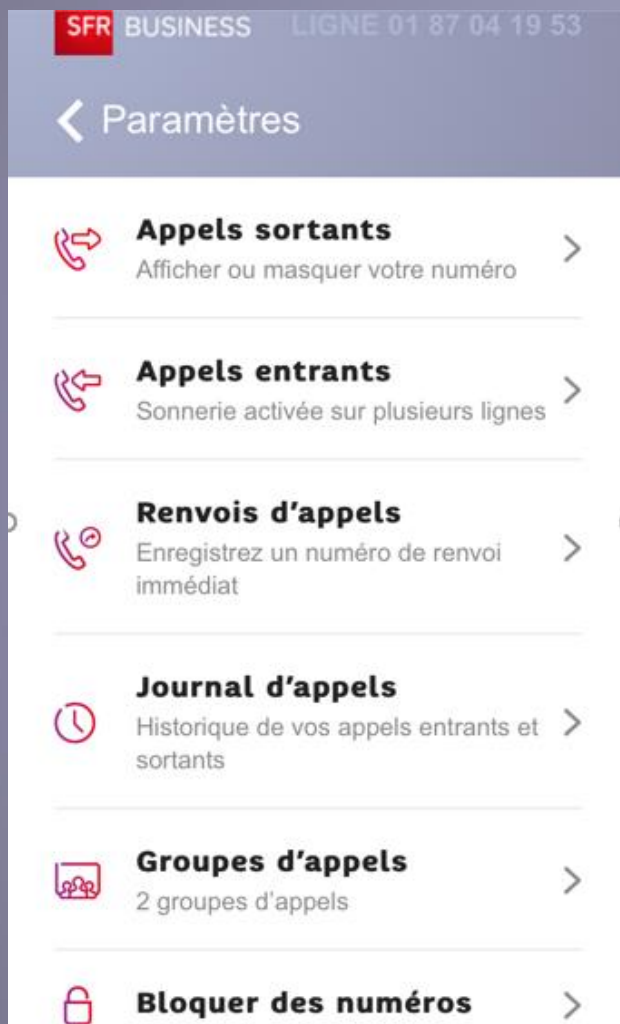 SFR BUSINESS LIGNE 01 87 04 19 53
Paramètres
Appels sortants
Afficher ou masquer votre numéro
Appels entrants
Sonnerie activée sur plusieurs lignes
Renvois d’appels
Enregistrez un numéro de renvoi
immédiat
Journal d’appels
Historique de vos appels entrants et
sortants
Groupes d’appels
2 groupes d’appels
Bloquer des numéros